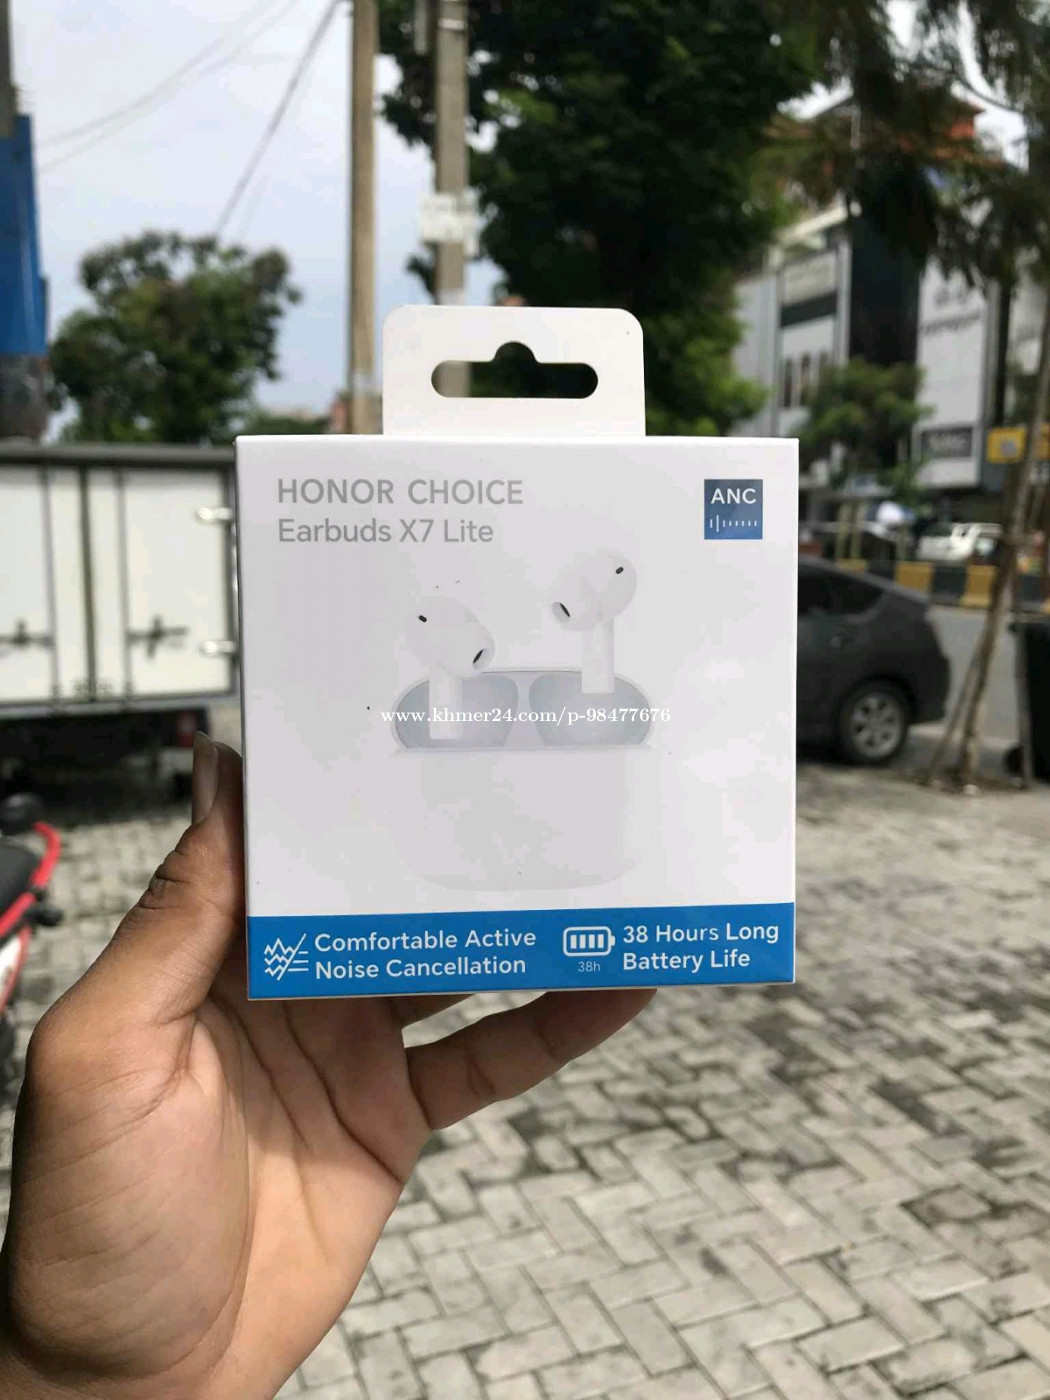 HONOR CHOICE
Earbuds X7 Lite
ANC
www.khmer24.com/p-98477676
Comfortable Active
Noise Cancellation
38h
38 Hours Long
Battery Life